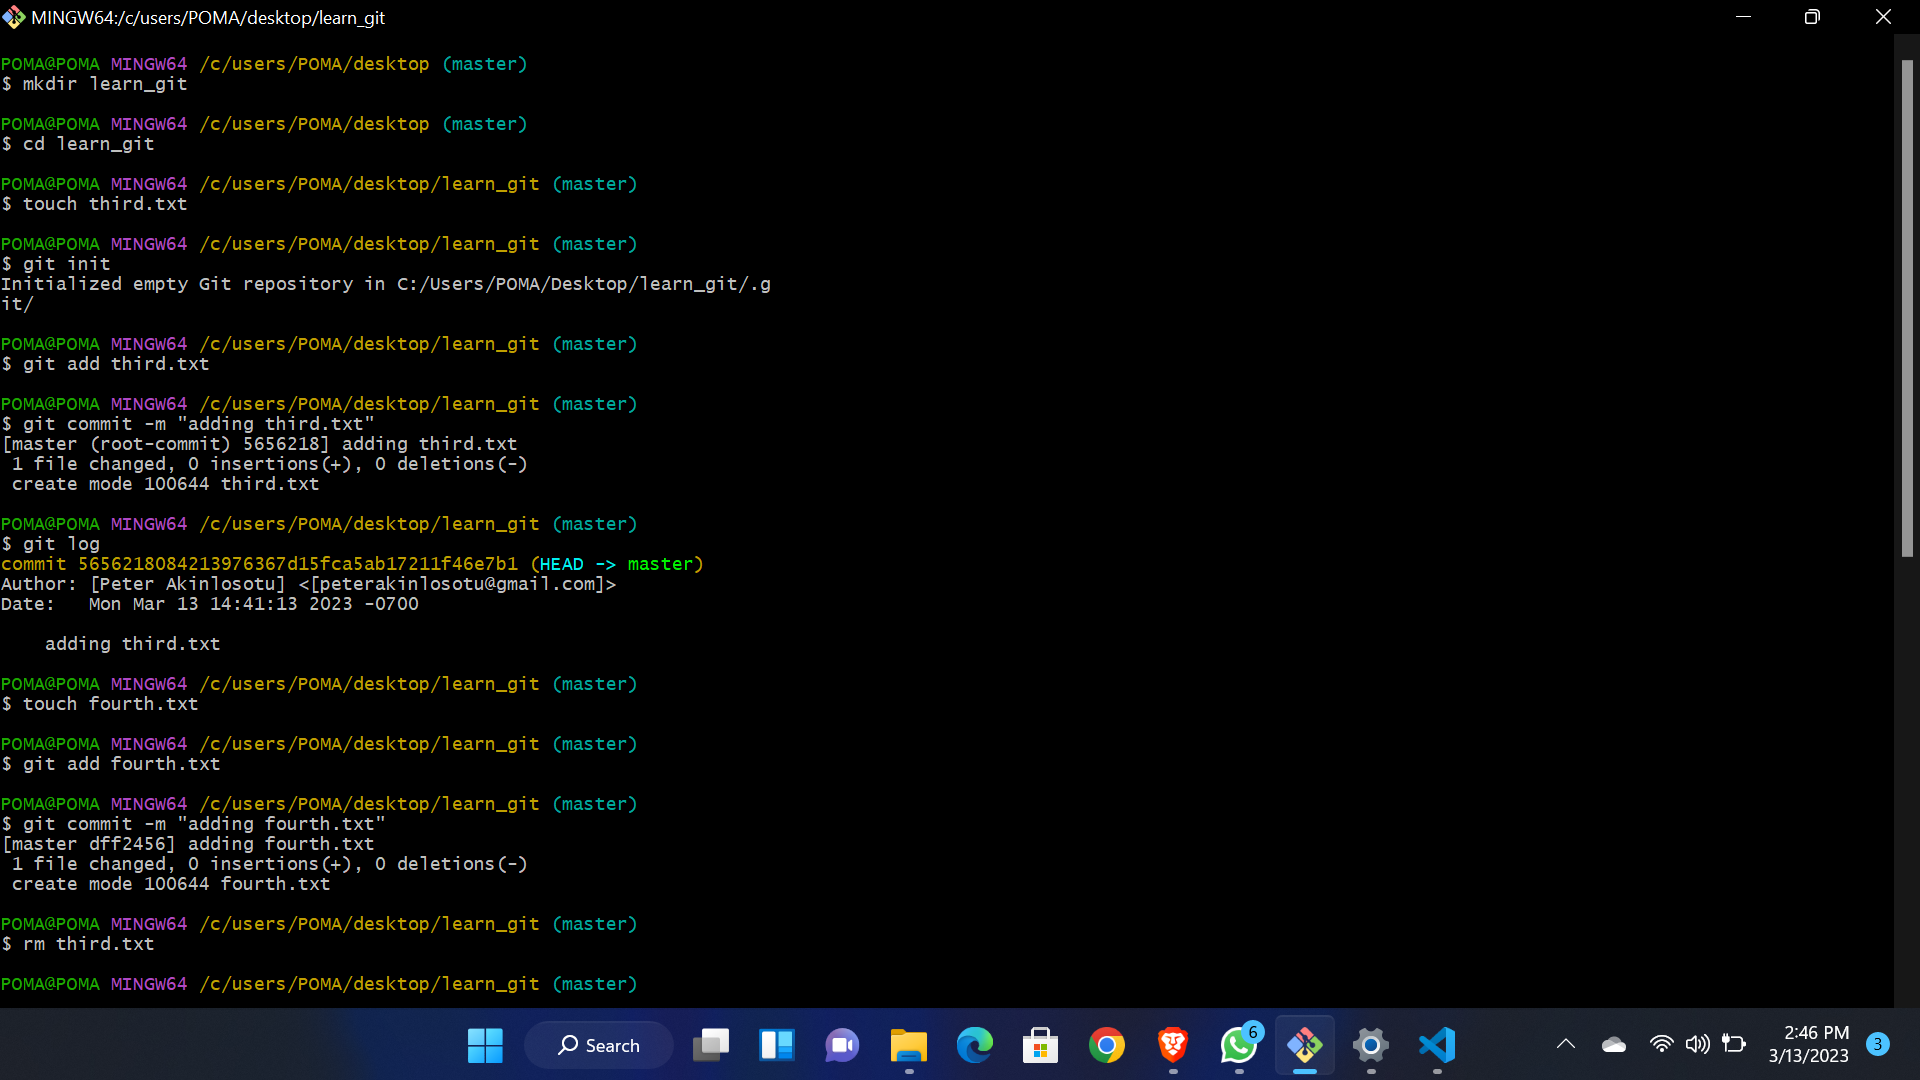 MINGW64:/c/users/POMA/desktop/learn_git
POMA@POMA MINGW64 /c/users/POMA/desktop (master)
$ mkdir learn_git
POMA@POMA MINGW64 /c/users/POMA/desktop (master)
$ cd learn_git
POMA@POMA MINGW64 /c/users/POMA/desktop/learn_git (master)
$ touch third.txt
POMA@POMA MINGW64 /c/users/POMA/desktop/learn_git (master)
$ git init
Initialized empty Git repository in C:/Users/POMA/Desktop/learn_git/.g
it/
POMA@POMA MINGW64 /c/users/POMA/desktop/learn_git (master)
$ git add third.txt
POMA@POMA MINGW64 /c/users/POMA/desktop/learn_git (master)
$ git commit -m "adding third.txt"
[master (root-commit) 5656218] adding third.txt
 1 file changed, 0 insertions(+), 0 deletions(-)
 create mode 100644 third.txt
POMA@POMA MINGW64 /c/users/POMA/desktop/learn_git (master)
$ git log
commit 5656218084213976367d15fca5ab17211f46e7b1 (HEAD -> master)
Author: [Peter Akinlosotu] <[peterakinlosotu@gmail.com]>
Date:   Mon Mar 13 14:41:13 2023 -0700
    adding third.txt
POMA@POMA MINGW64 /c/users/POMA/desktop/learn_git (master)
$ touch fourth.txt
POMA@POMA MINGW64 /c/users/POMA/desktop/learn_git (master)
$ git add fourth.txt
POMA@POMA MINGW64 /c/users/POMA/desktop/learn_git (master)
$ git commit -m "adding fourth.txt"
[master dff2456] adding fourth.txt
 1 file changed, 0 insertions(+), 0 deletions(-)
 create mode 100644 fourth.txt
POMA@POMA MINGW64 /c/users/POMA/desktop/learn_git (master)
$ rm third.txt
POMA@POMA MINGW64 /c/users/POMA/desktop/learn_git (master)
Search
6
2:46 PM
3/13/2023
3